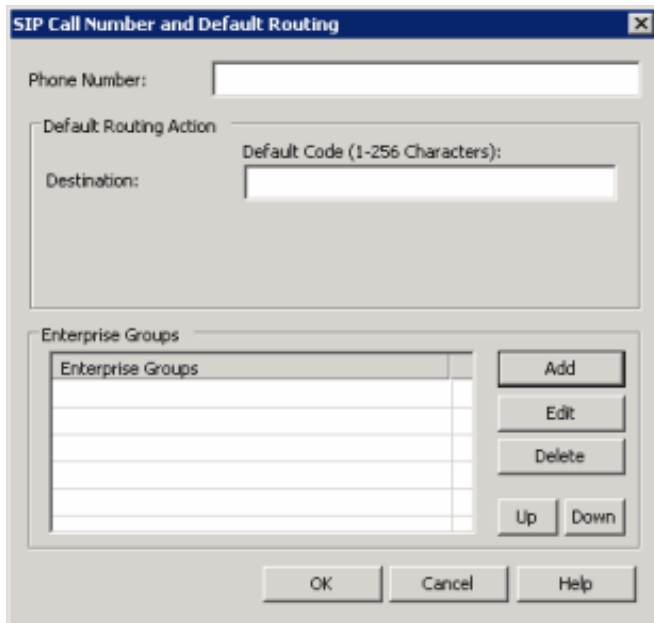 SIP Call Number and Default Routing
Phone Number:
Default Routing Action
Default Code (1-256 Characters):
Destination:
Enterprise Groups
Enterprise Groups
Add
Edit
Delete
Up Down
OK Cancel Help